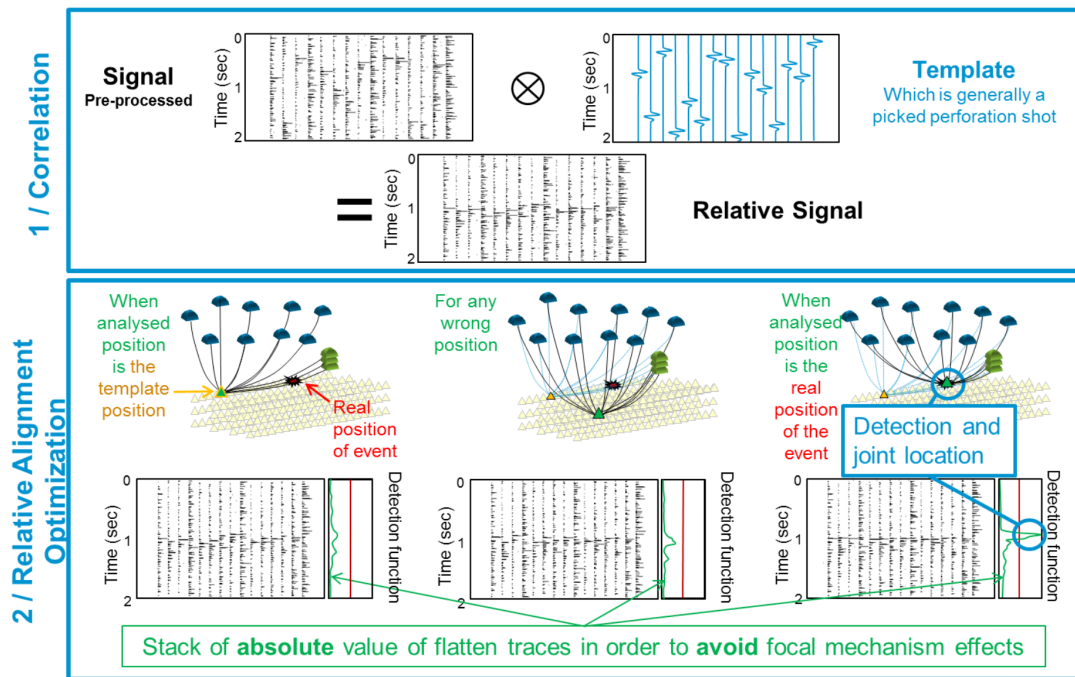 1 / Correlation
Signal
Pre-processed
Time (sec)
0
1
2
Time (sec)
0
1
2
Template
Which is generally a
picked perforation shot
=
Time (sec)
0
1
2
Relative Signal
2 / Relative Alignment
Optimization
When
analysed
position
is the
template
position
Real
position
of event
For any
wrong
position
When
analysed
position
is the real
position
of the
event
Detection and
joint location
Time (sec)
0
1
2
Detection function
Time (sec)
0
1
2
Detection function
Time (sec)
0
1
2
Detection function
Stack of absolute value of flatten traces in order to avoid focal mechanism effects